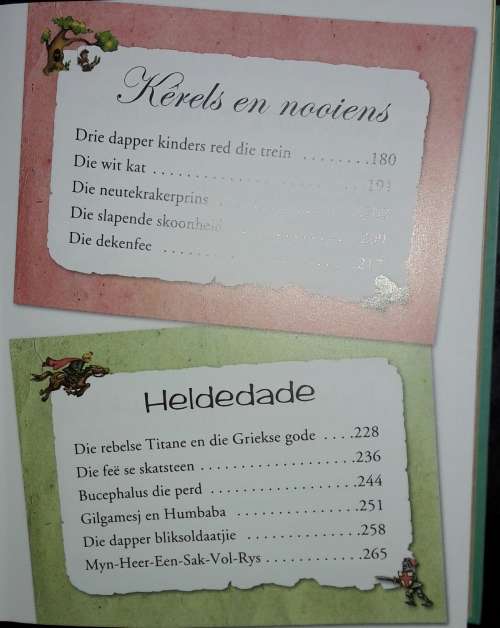 Kêrels en nooiens
Drie dapper kinders red die trein ........180
Die wit kat ......................191
Die neutekrakerprins
Die slapende skoonheid
Die dekenfee ....................217
Heldedade
Die rebelse Titane en die Griekse gode ....228
Die feë se skatsteen ...................236
Bucephalus die perd ..................244
Gilgamesj en Humbaba ...............251
Die dapper bliksoldaatjie .............258
Myn-Heer-Een-Sak-Vol-Rys............265